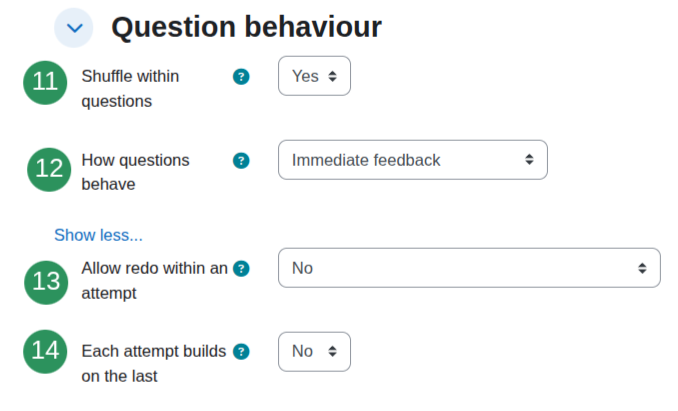 Question behaviour
11 Shuffle within ? Yes
questions
12 How questions ? Immediate feedback
behave
Show less...
13 Allow redo within an ? No
attempt
14 Each attempt builds ? No
on the last